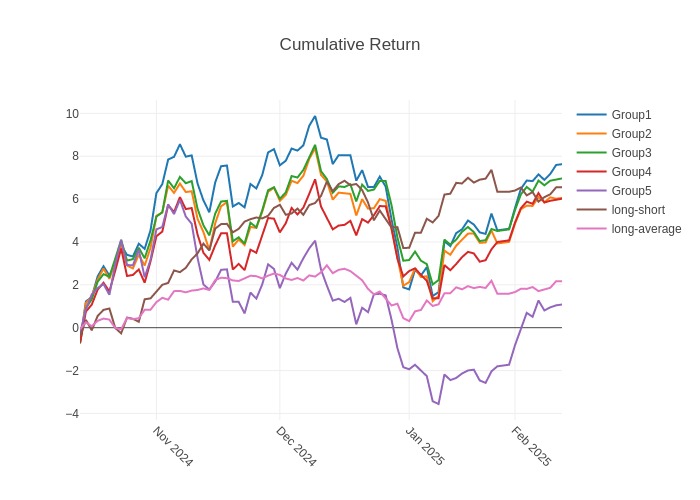 Cumulative Return
10
8
6
4
2
0
−2
−4
Nov 2024
Dec 2024
Jan 2025
Feb 2025
Group1
Group2
Group3
Group4
Group5
long-short
long-average